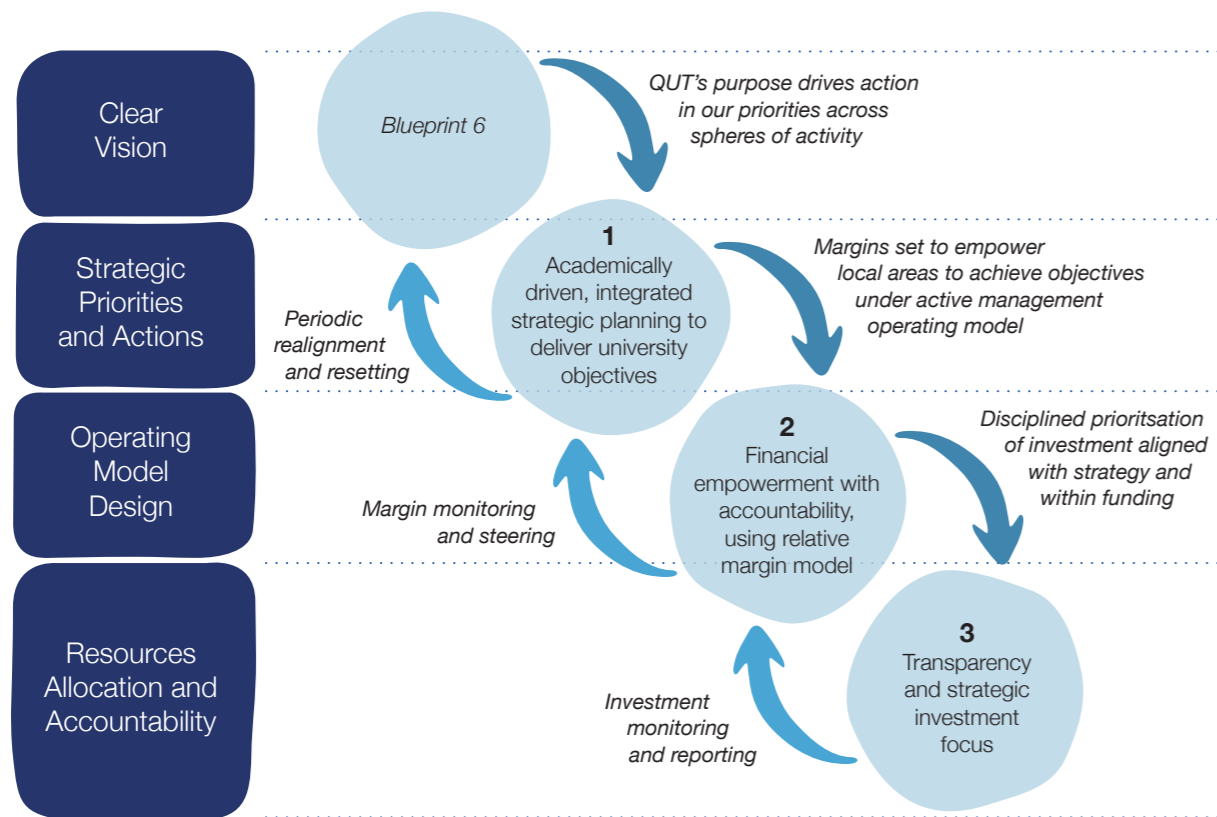 Clear
Vision
Blueprint 6
QUT's purpose drives action
in our priorities across
spheres of activity
Strategic
Priorities
and Actions
1
Academically
driven, integrated
strategic planning to
deliver university
objectives
Margins set to empower
local areas to achieve objectives
under active management
operating model
Periodic
realignment
and resetting
Operating
Model
Design
2
Financial
empowerment with
accountability,
using relative
margin model
Disciplined prioritsation
of investment aligned
with strategy and
within funding
Margin monitoring
and steering
Resources
Allocation and
Accountability
3
Transparency
and strategic
investment
focus
Investment
monitoring
and reporting